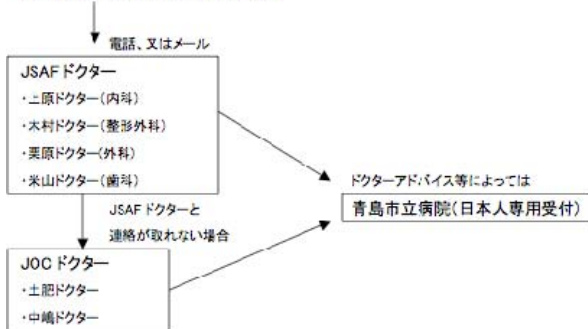 電話、又はメール
JSAFドクター
・上原ドクター(内科)
・木村ドクター(整形外科)
・栗原ドクター(外科)
・米山ドクター(歯科)
ドクターアドバイス等によっては
青島市立病院(日本人専用受付)
JSAFドクターと
連絡が取れない場合
JOCドクター
・土肥ドクター
・中嶋ドクター